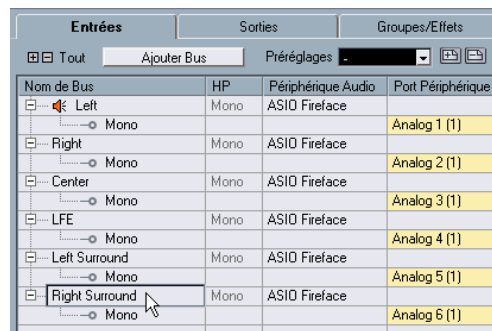 Entrées Sorties Groupes/Effets
Tout Ajouter Bus Préréglages -
Nom de Bus HP Périphérique Audio Port Périphérique
Left Mono ASIO Fireface
Mono Analog 1 (1)
Right Mono ASIO Fireface
Mono Analog 2 (1)
Center Mono ASIO Fireface
Mono Analog 3 (1)
LFE Mono ASIO Fireface
Mono Analog 4 (1)
Left Surround Mono ASIO Fireface
Mono Analog 5 (1)
Right Surround Mono ASIO Fireface
Mono Analog 6 (1)